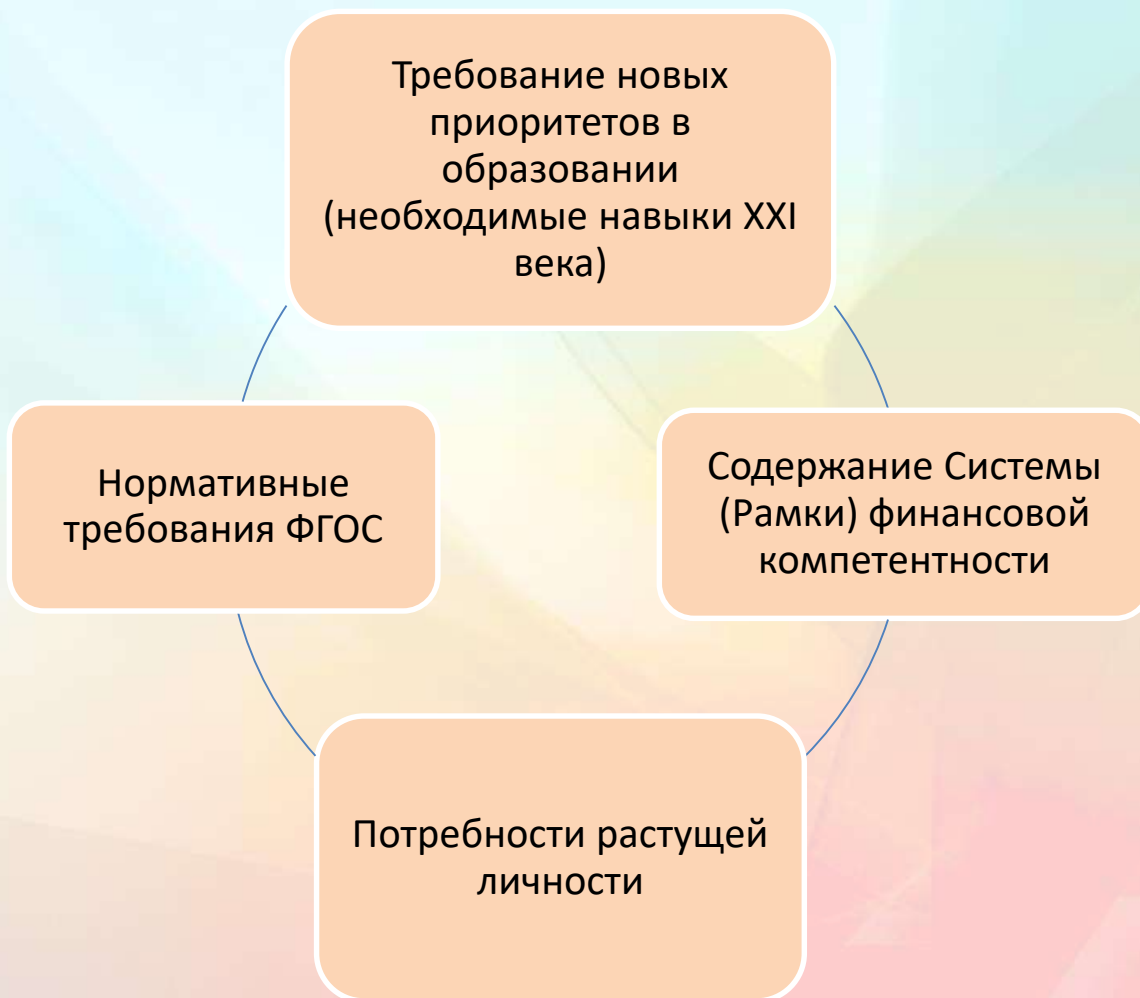 Требование новых
приоритетов в
образовании
(необходимые навыки XXI
века)
Нормативные
требования ФГОС
Содержание Системы
(Рамки) финансовой
компетентности
Потребности растущей
личности